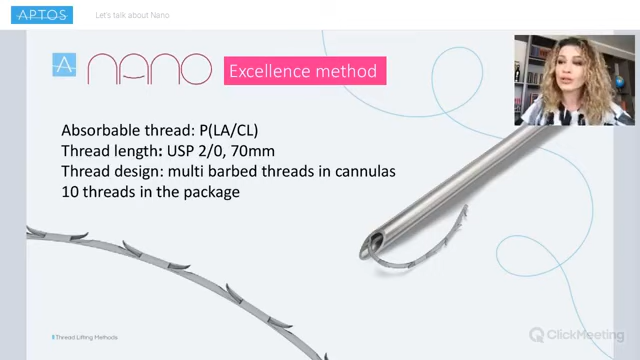 APTOS
Let's talk about Nano
A nano Excellence method
Absorbable thread: P(LA/CL)
Thread length: USP 2/0, 70mm
Thread design: multi barbed threads in cannulas
10 threads in the package
Thread Lifting Methods
ClickMeeting